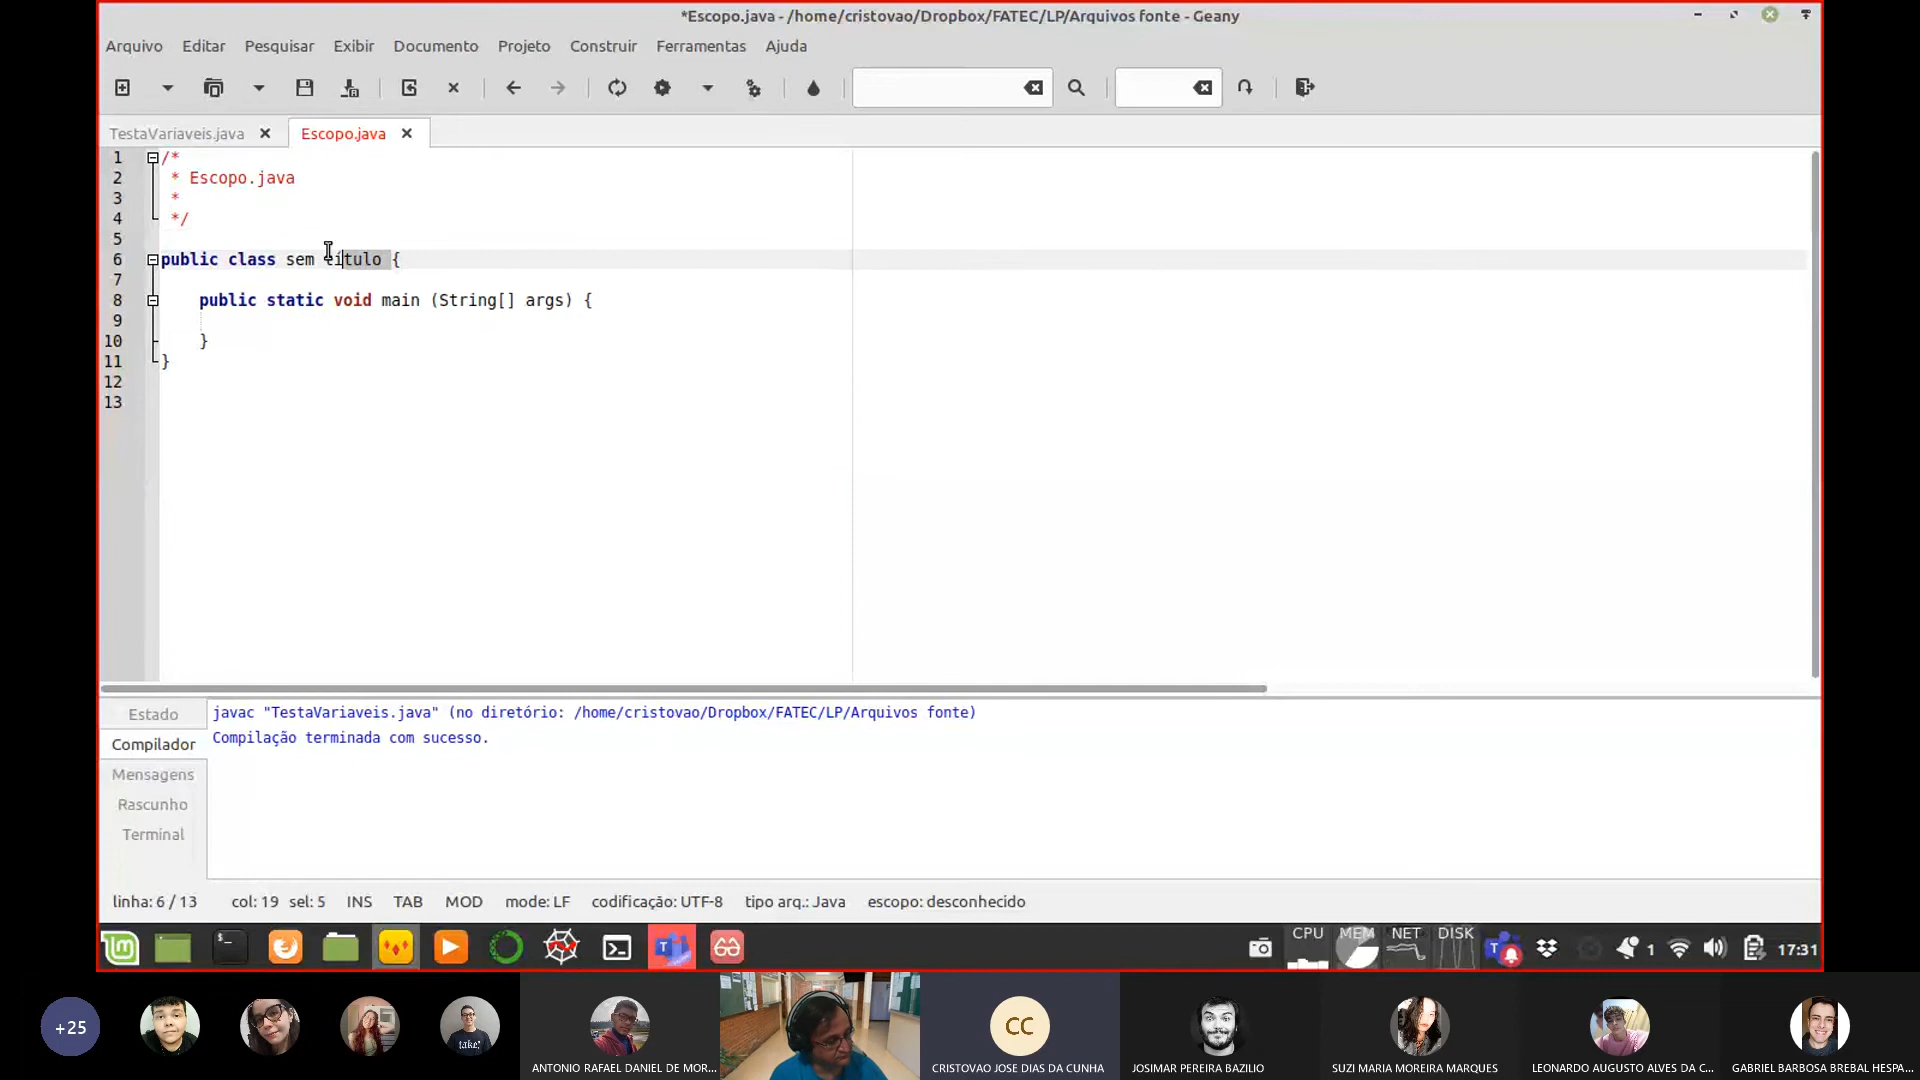 *Escopo.java - /home/cristovao/Dropbox/FATEC/LP/Arquivos fonte - Geany
Arquivo Editar Pesquisar Exibir Documento Projeto Construir Ferramentas Ajuda
TestaVariaveis.java Escopo.java
1 /*
2 * Escopo.java
3 *
4 */
5
6 public class sem título {
7
8 public static void main (String[] args) {
9
10 }
11 }
12
13
Estado
Compilador
Mensagens
Rascunho
Terminal
javac "TestaVariaveis.java" (no diretório: /home/cristovao/Dropbox/FATEC/LP/Arquivos fonte)
Compilação terminada com sucesso.
linha: 6 / 13 col: 19 sel: 5 INS TAB MOD mode: LF codificação: UTF-8 tipo arq.: Java escopo: desconhecido
CPU MEM NET DISK 1 17:31
+25
take!
CC
ANTONIO RAFAEL DANIEL DE MOR...
CRISTOVAO JOSE DIAS DA CUNHA
JOSIMAR PEREIRA BAZILIO
SUZI MARIA MOREIRA MARQUES
LEONARDO AUGUSTO ALVES DA C...
GABRIEL BARBOSA BREBAL HESPA...